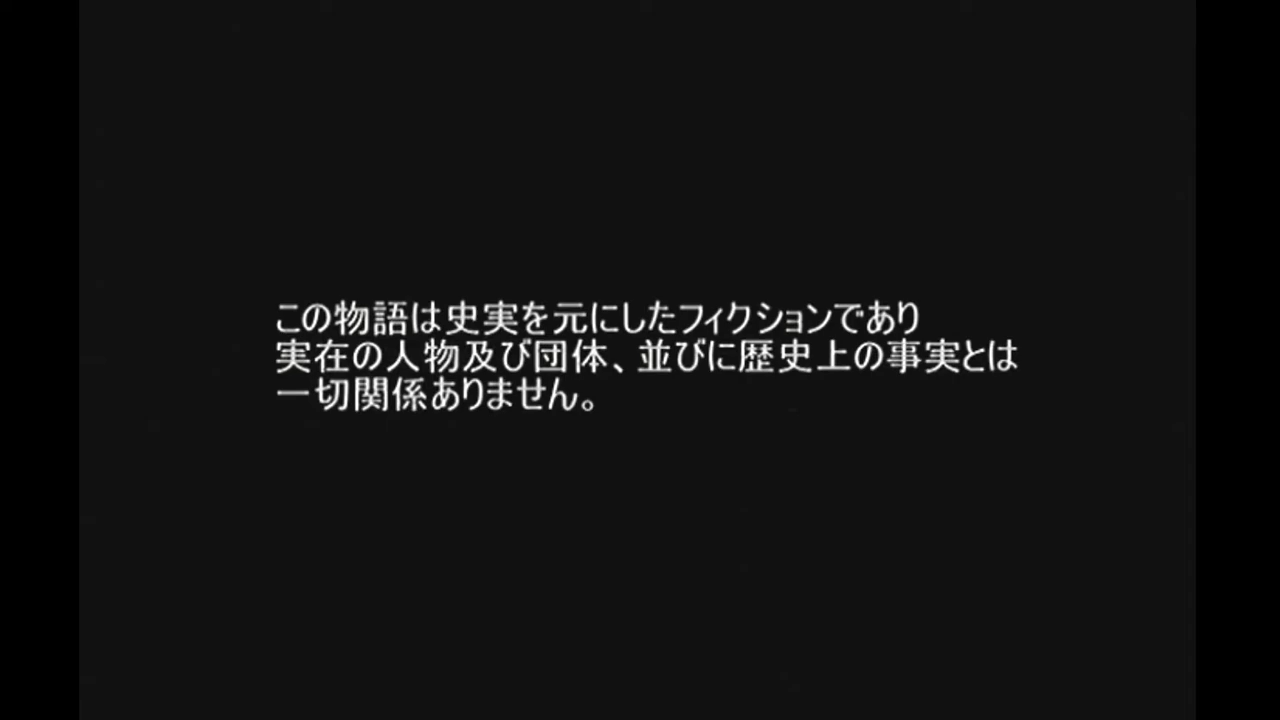 この物語は史実を元にしたフィクションであり
実在の人物及び団体、並びに歴史上の事実とは
一切関係ありません。